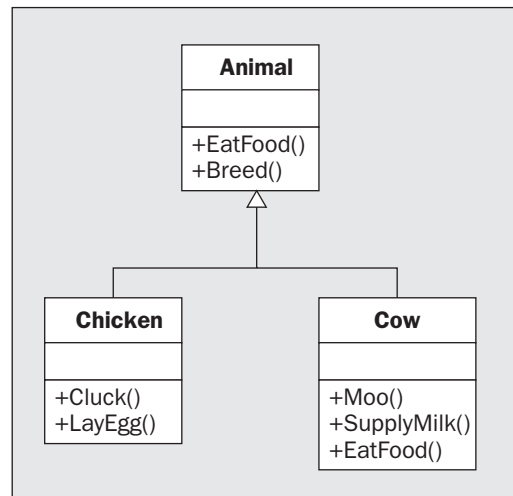 Animal
+EatFood()
+Breed()
Chicken
+Cluck()
+LayEgg()
Cow
+Moo()
+SupplyMilk()
+EatFood()